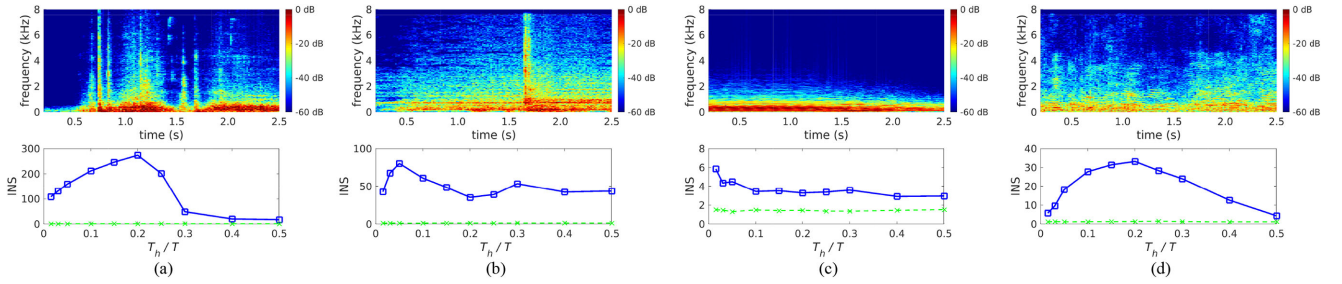 8 6 4 2 0
frequency (kHz)
0.5 1.0 1.5 2.0 2.5
time (s)
0 dB
-20 dB
-40 dB
-60 dB
300 200 100 0
INS
0 0.1 0.2 0.3 0.4 0.5
T_h / T
(a)
8 6 4 2 0
frequency (kHz)
0.5 1.0 1.5 2.0 2.5
time (s)
0 dB
-20 dB
-40 dB
-60 dB
100 50 0
INS
0 0.1 0.2 0.3 0.4 0.5
T_h / T
(b)
8 6 4 2 0
frequency (kHz)
0.5 1.0 1.5 2.0 2.5
time (s)
0 dB
-20 dB
-40 dB
-60 dB
8 6 4 2 0
INS
0 0.1 0.2 0.3 0.4 0.5
T_h / T
(c)
8 6 4 2 0
frequency (kHz)
0.5 1.0 1.5 2.0 2.5
time (s)
0 dB
-20 dB
-40 dB
-60 dB
40 30 20 10 0
INS
0 0.1 0.2 0.3 0.4 0.5
T_h / T
(d)